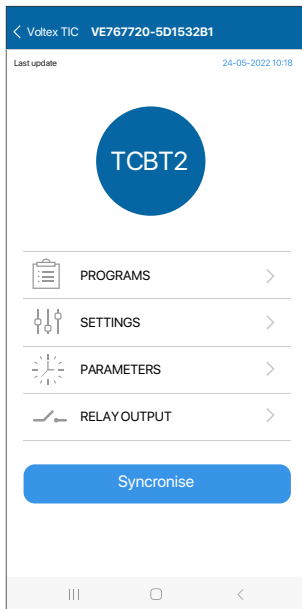 Voltex TIC VE767720-5D1532B1
Last update 24-05-2022 10:18
TCBT2
PROGRAMS
SETTINGS
PARAMETERS
RELAY OUTPUT
Syncronise